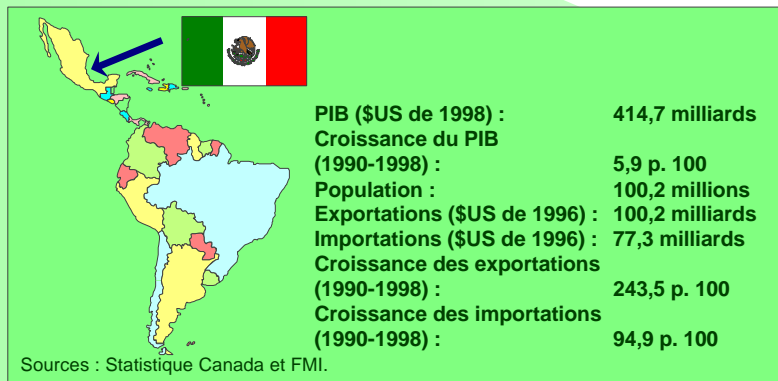 PIB ($US de 1998) : 414,7 milliards
Croissance du PIB
(1990-1998) : 5,9 p. 100
Population : 100,2 millions
Exportations ($US de 1996) : 100,2 milliards
Importations ($US de 1996) : 77,3 milliards
Croissance des exportations
(1990-1998) : 243,5 p. 100
Croissance des importations
(1990-1998) : 94,9 p. 100
Sources : Statistique Canada et FMI.